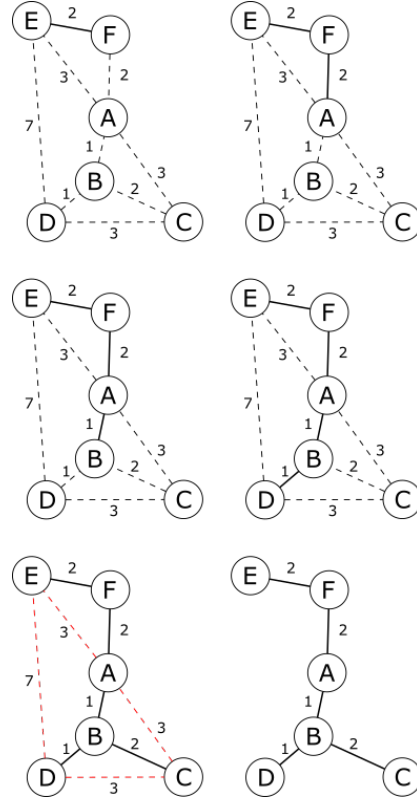 E 2 F E 2 F
3 2 3 2
7 A 7 A
1 1
B 3 B 3
1 2 1 2
D 3 C D 3 C
E 2 F E 2 F
3 2 3 2
7 A 7 A
1 1
B 3 B 3
1 2 1 2
D 3 C D 3 C
E 2 F E 2 F
3 2 2
7 A A
1 1
B 3 B
1 2 1 2
D 3 C D C